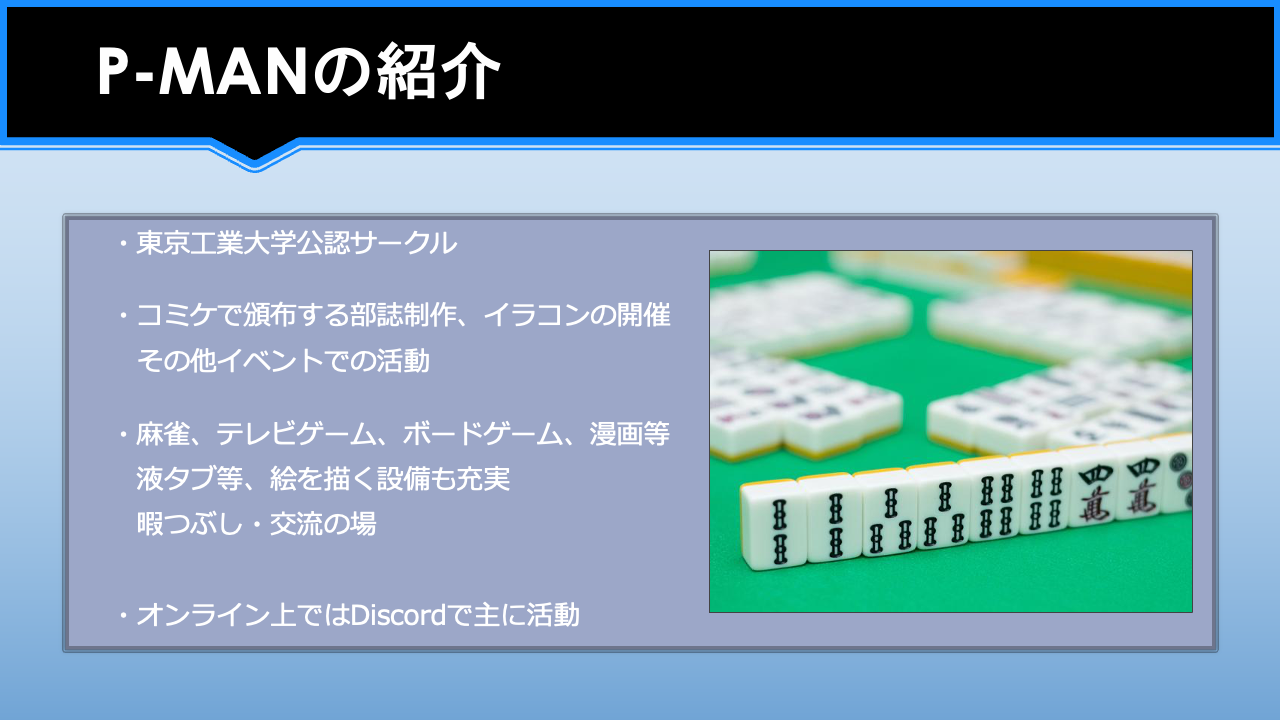 P-MANの紹介
・東京工業大学公認サークル
・コミケで頒布する部誌制作、イラコンの開催
その他イベントでの活動
・麻雀、テレビゲーム、ボードゲーム、漫画等
液タブ等、絵を描く設備も充実
暇つぶし・交流の場
・オンライン上ではDiscordで主に活動
四萬
四萬